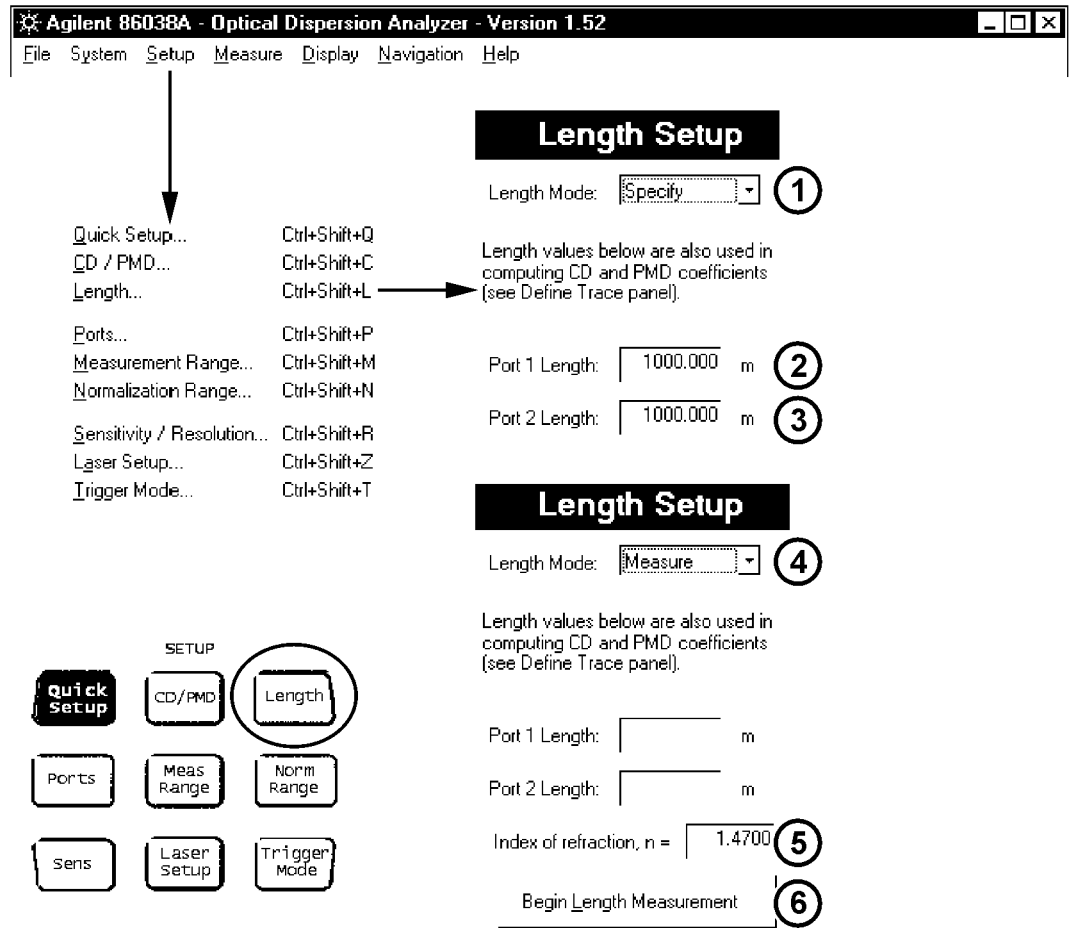 Agilent 86038A - Optical Dispersion Analyzer - Version 1.52
File System Setup Measure Display Navigation Help
Quick Setup... Ctrl+Shift+Q
CD / PMD... Ctrl+Shift+C
Length... Ctrl+Shift+L
Ports... Ctrl+Shift+P
Measurement Range... Ctrl+Shift+M
Normalization Range... Ctrl+Shift+N
Sensitivity / Resolution... Ctrl+Shift+R
Laser Setup... Ctrl+Shift+Z
Trigger Mode... Ctrl+Shift+T
Length Setup
Length Mode: Specify 1
Length values below are also used in
computing CD and PMD coefficients
(see Define Trace panel).
Port 1 Length: 1000.000 m 2
Port 2 Length: 1000.000 m 3
Length Setup
Length Mode: Measure 4
Length values below are also used in
computing CD and PMD coefficients
(see Define Trace panel).
Port 1 Length: m
Port 2 Length: m
Index of refraction, n = 1.4700 5
Begin Length Measurement 6
SETUP
Quick
Setup
CD/PMD
Length
Ports
Meas
Range
Norm
Range
Sens
Laser
Setup
Trigger
Mode